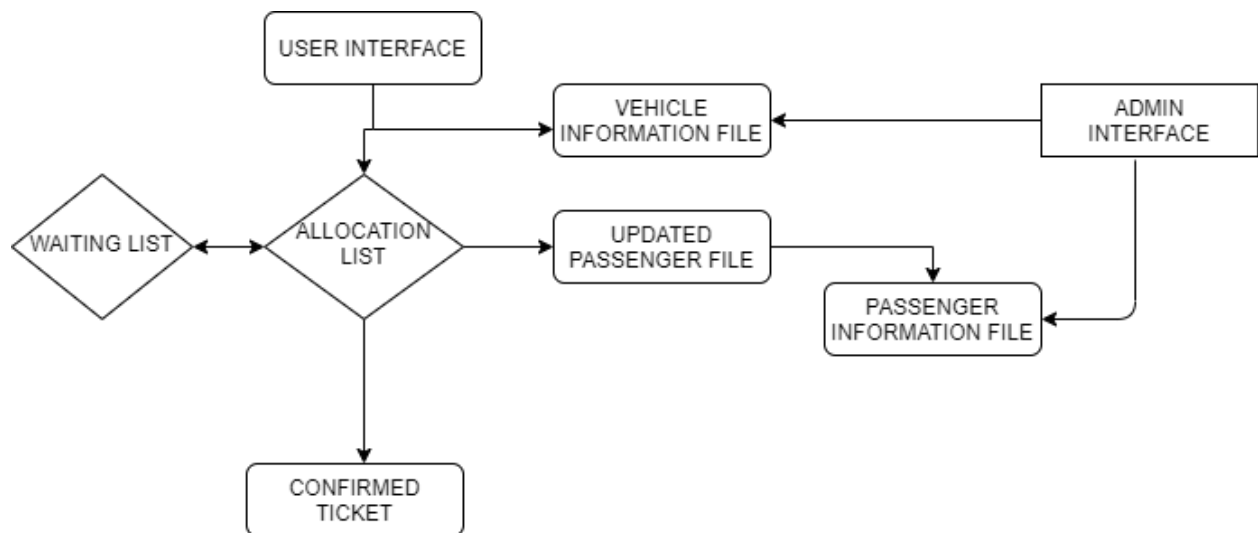 USER INTERFACE
VEHICLE
INFORMATION FILE
ADMIN
INTERFACE
WAITING LIST
ALLOCATION
LIST
UPDATED
PASSENGER FILE
PASSENGER
INFORMATION FILE
CONFIRMED
TICKET